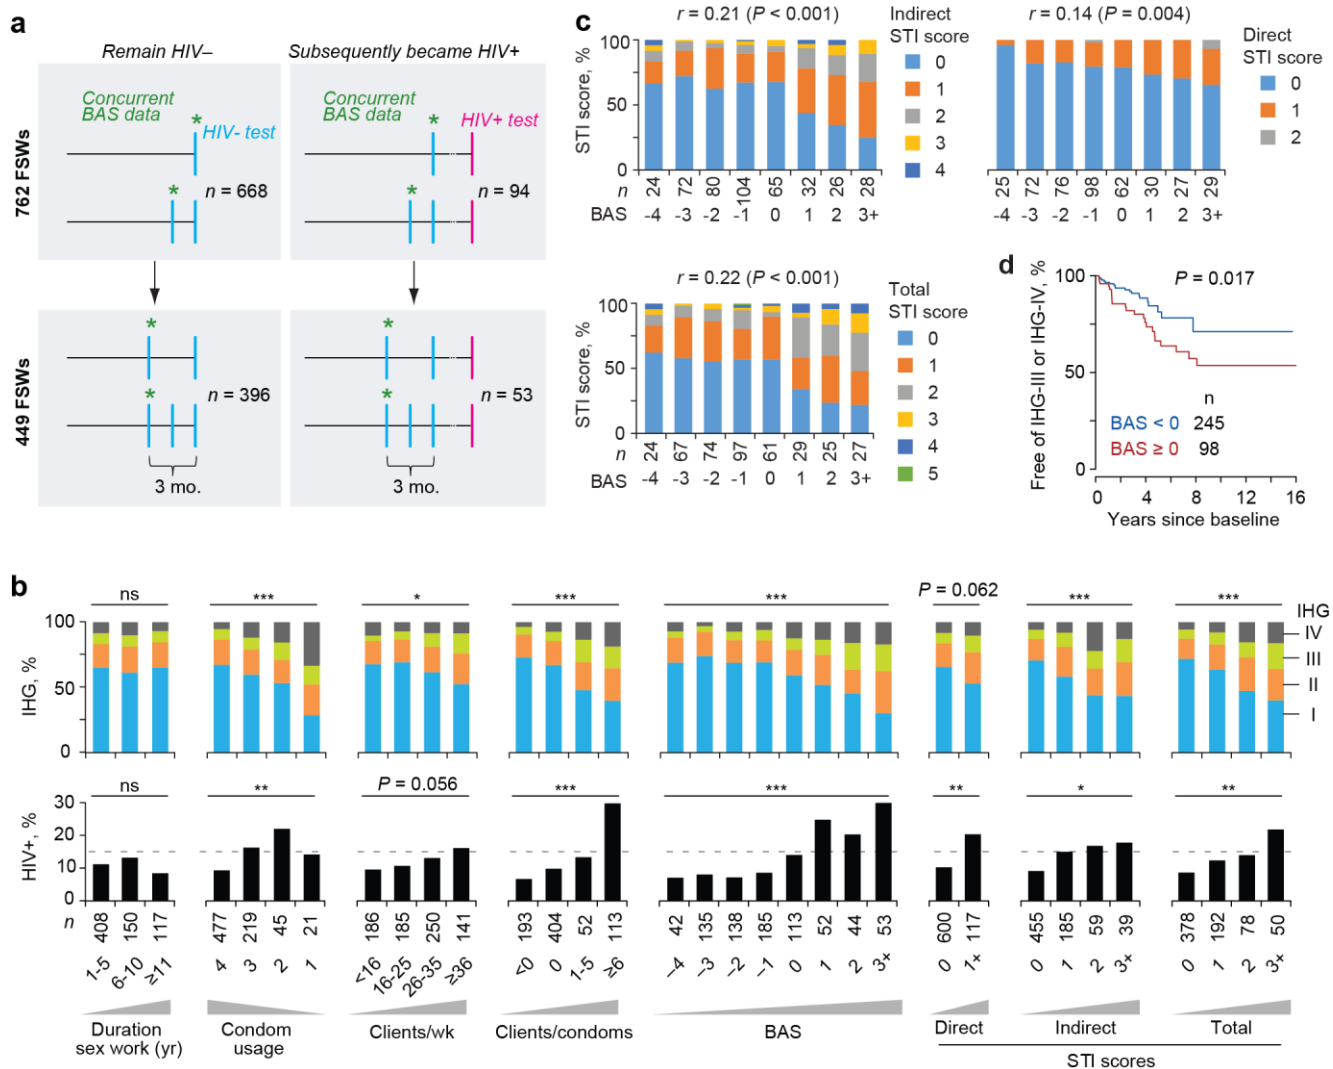 a
Remain HIV–
Subsequently became HIV+
762 FSWs
Concurrent
BAS data
*
HIV- test
*
n = 668
Concurrent
BAS data
*
HIV+ test
*
n = 94
449 FSWs
*
*
n = 396
3 mo.
*
*
n = 53
3 mo.
c
r = 0.21 (P < 0.001)
STI score, %
100
50
0
n 24 72 80 104 65 32 26 28
BAS -4 -3 -2 -1 0 1 2 3+
Indirect
STI score
0
1
2
3
4
r = 0.14 (P = 0.004)
25 72 76 98 62 30 27 29
-4 -3 -2 -1 0 1 2 3+
Direct
STI score
0
1
2
r = 0.22 (P < 0.001)
STI score, %
100
50
0
n 24 67 74 97 61 29 25 27
BAS -4 -3 -2 -1 0 1 2 3+
Total
STI score
0
1
2
3
4
5
d
Free of IHG-III or IHG-IV, %
100
50
0
P = 0.017
n
BAS < 0 245
BAS ≥ 0 98
0 4 8 12 16
Years since baseline
b
ns *** * *** *** P = 0.062 *** ***
IHG, %
100
50
0
IHG
IV
III
II
I
ns ** P = 0.056 *** *** ** * **
HIV+, %
30
20
10
0
n 408 150 117 477 219 45 21 186 185 250 141 193 404 52 113 42 135 138 185 113 52 44 53 600 117 455 185 59 39 378 192 78 50
1-5 6-10 ≥11 4 3 2 1 <16 16-25 26-35 ≥36 <0 0 1-5 ≥6 –4 –3 –2 –1 0 1 2 3+ 0 1+ 0 1 2 3+ 0 1 2 3+
Duration
sex work (yr)
Condom
usage
Clients/wk
Clients/condoms
BAS
Direct
Indirect
Total
STI scores